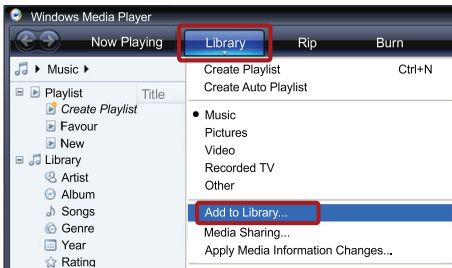 Windows Media Player
Now Playing Library Rip Burn
Music
Playlist Title
Create Playlist
Favour
New
Library
Artist
Album
Songs
Genre
Year
Rating
Create Playlist Ctrl+N
Create Auto Playlist
Music
Pictures
Video
Recorded TV
Other
Add to Library...
Media Sharing...
Apply Media Information Changes...